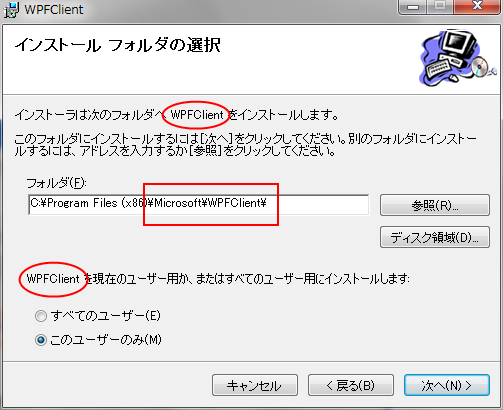 WPFClient
インストール フォルダの選択
インストーラは次のフォルダへ WPFClient をインストールします。
このフォルダにインストールするには[次へ]をクリックしてください。別のフォルダにインストー
ルするには、アドレスを入力するか[参照]をクリックしてください。
フォルダ(F):
C:¥Program Files (x86)¥Microsoft¥WPFClient¥
参照(R)...
ディスク領域(D)...
WPFClient を現在のユーザー用か、またはすべてのユーザー用にインストールします:
すべてのユーザー(E)
このユーザーのみ(M)
キャンセル
< 戻る(B)
次へ(N) >